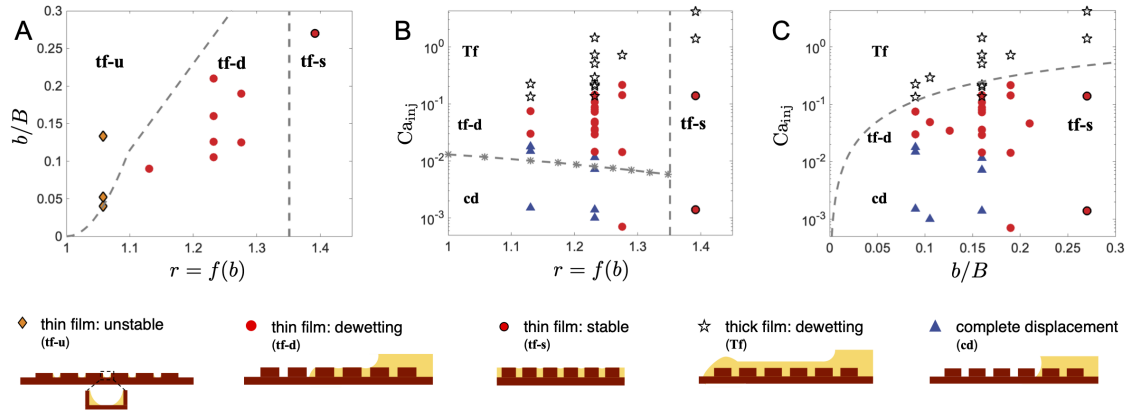 A
0.3
0.25
0.2
0.15
0.1
0.05
0
b/B
tf-u
tf-d
tf-s
1
1.1
1.2
1.3
1.4
r = f(b)
B
10⁰
10⁻¹
10⁻²
10⁻³
Ca_inj
Tf
tf-d
tf-s
cd
1
1.1
1.2
1.3
1.4
r = f(b)
C
10⁰
10⁻¹
10⁻²
10⁻³
Ca_inj
Tf
tf-d
tf-s
cd
0
0.05
0.1
0.15
0.2
0.25
0.3
b/B
thin film: unstable
(tf-u)
thin film: dewetting
(tf-d)
thin film: stable
(tf-s)
thick film: dewetting
(Tf)
complete displacement
(cd)